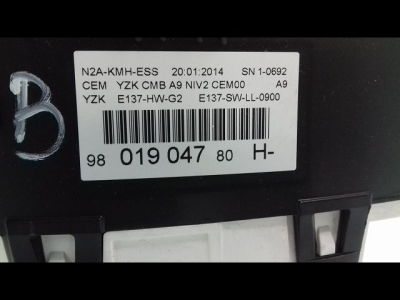 N2A-KMH-ESS 20:01:2014 SN 1-0692
CEM YZK CMB A9 NIV2 CEM00 A9
YZK E137-HW-G2 E137-SW-LL-0900
98 019 047 80 H-
B